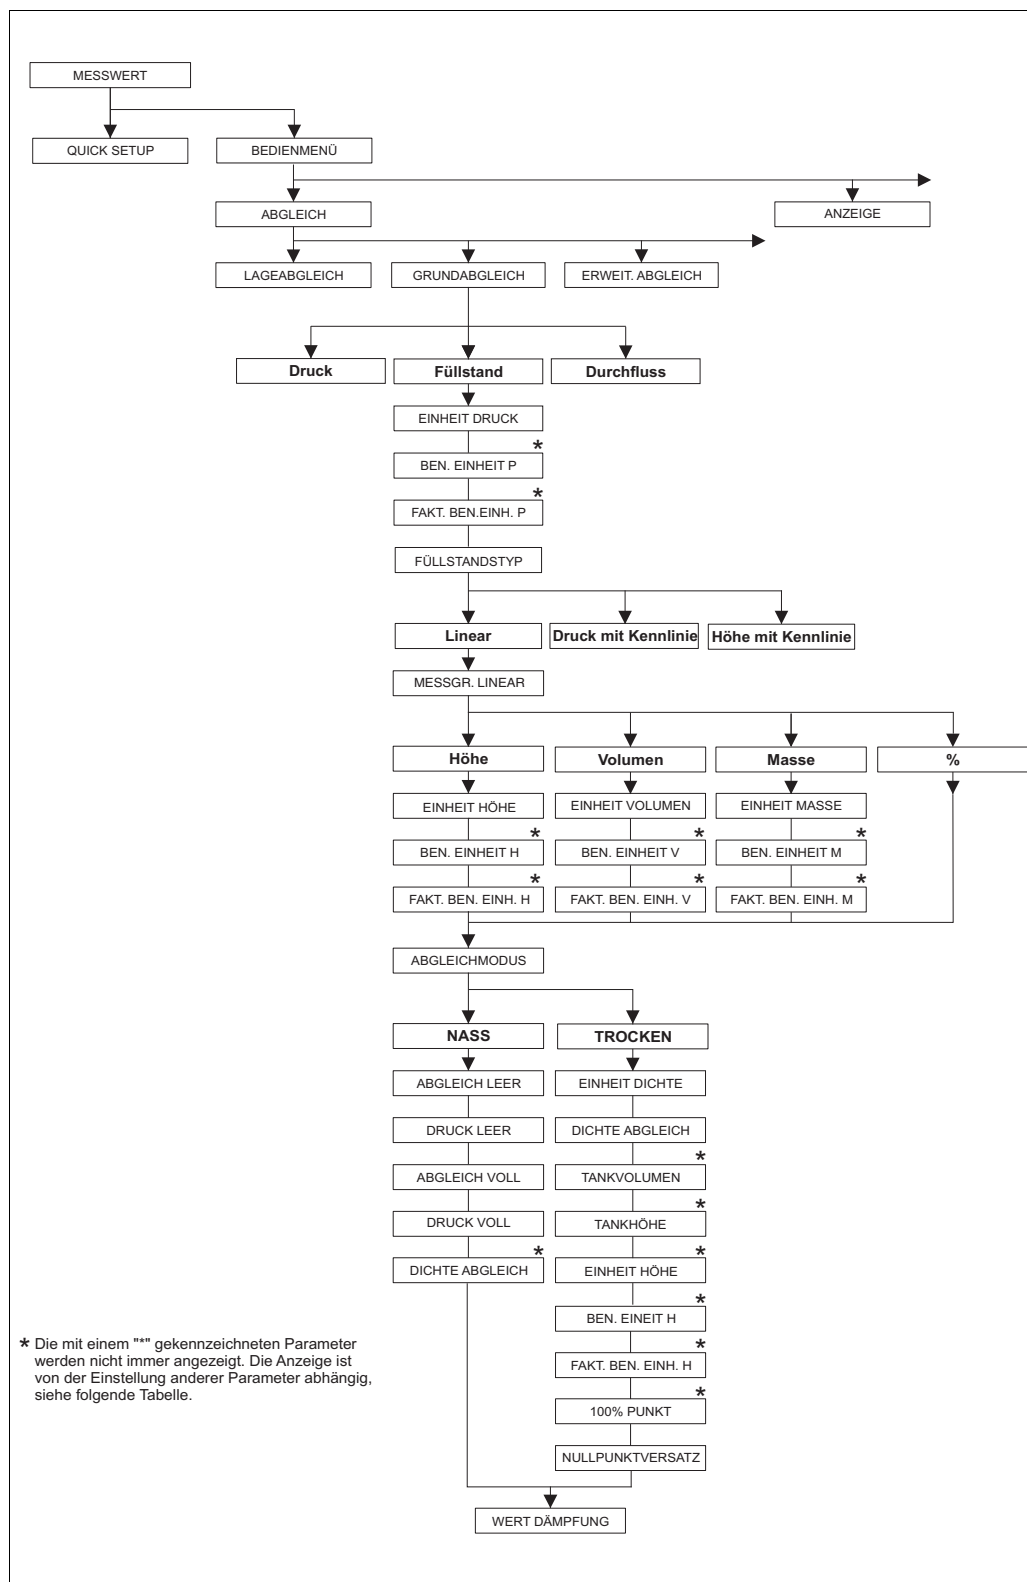 MESSWERT
QUICK SETUP
BEDIENMENÜ
ABGLEICH
ANZEIGE
LAGEABGLEICH
GRUNDABGLEICH
ERWEIT. ABGLEICH
Druck
Füllstand
Durchfluss
EINHEIT DRUCK
*
BEN. EINHEIT P
*
FAKT. BEN.EINH. P
FÜLLSTANDSTYP
Linear
Druck mit Kennlinie
Höhe mit Kennlinie
MESSGR. LINEAR
Höhe
Volumen
Masse
%
EINHEIT HÖHE
EINHEIT VOLUMEN
EINHEIT MASSE
* * *
BEN. EINHEIT H
BEN. EINHEIT V
BEN. EINHEIT M
* * *
FAKT. BEN. EINH. H
FAKT. BEN. EINH. V
FAKT. BEN. EINH. M
ABGLEICHMODUS
NASS
TROCKEN
ABGLEICH LEER
EINHEIT DICHTE
DRUCK LEER
DICHTE ABGLEICH
*
ABGLEICH VOLL
TANKVOLUMEN
*
DRUCK VOLL
TANKHÖHE
* *
DICHTE ABGLEICH
EINHEIT HÖHE
*
BEN. EINEIT H
*
FAKT. BEN. EINH. H
*
100% PUNKT
NULLPUNKTVERSATZ
WERT DÄMPFUNG
* Die mit einem "*" gekennzeichneten Parameter
werden nicht immer angezeigt. Die Anzeige ist
von der Einstellung anderer Parameter abhängig,
siehe folgende Tabelle.